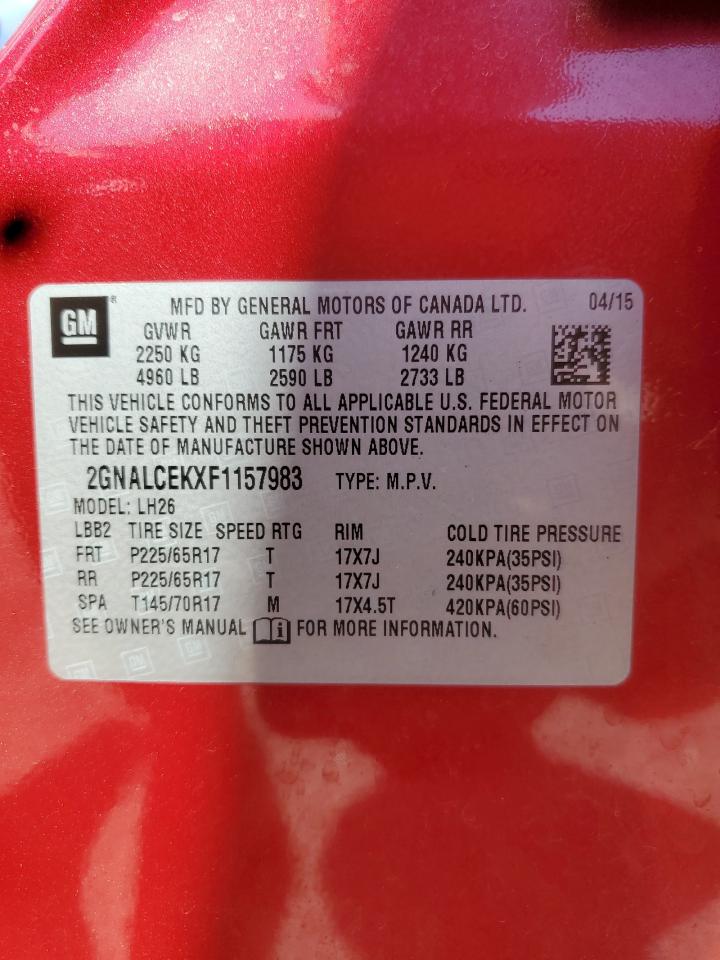 GM ® MFD BY GENERAL MOTORS OF CANADA LTD. 04/15
GVWR GAWR FRT GAWR RR
2250 KG 1175 KG 1240 KG
4960 LB 2590 LB 2733 LB
THIS VEHICLE CONFORMS TO ALL APPLICABLE U.S. FEDERAL MOTOR
VEHICLE SAFETY AND THEFT PREVENTION STANDARDS IN EFFECT ON
THE DATE OF MANUFACTURE SHOWN ABOVE.
2GNALCEKXF1157983 TYPE: M.P.V.
MODEL: LH26
LBB2 TIRE SIZE SPEED RTG RIM COLD TIRE PRESSURE
FRT P225/65R17 T 17X7J 240KPA(35PSI)
RR P225/65R17 T 17X7J 240KPA(35PSI)
SPA T145/70R17 M 17X4.5T 420KPA(60PSI)
SEE OWNER'S MANUAL i FOR MORE INFORMATION.